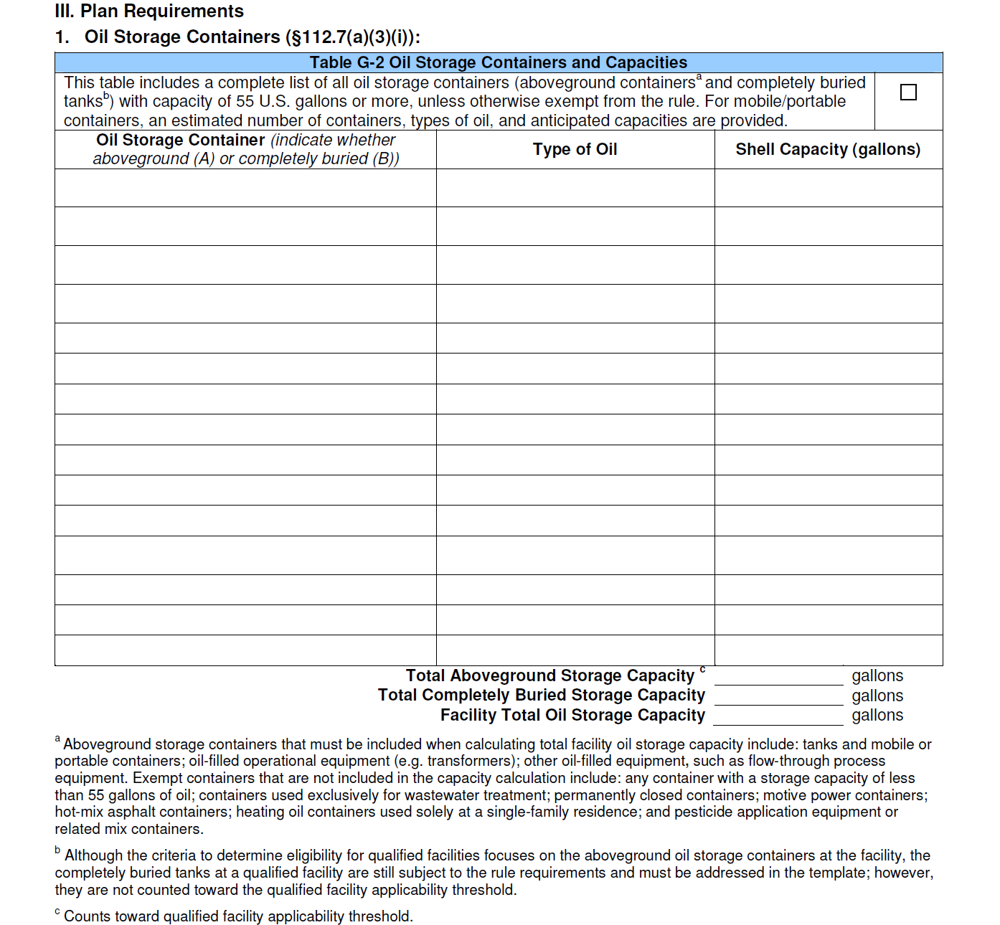 III. Plan Requirements
1. Oil Storage Containers (§112.7(a)(3)(i)):
Table G-2 Oil Storage Containers and Capacities
This table includes a complete list of all oil storage containers (aboveground containersᵃ and completely buried
tanksᵇ) with capacity of 55 U.S. gallons or more, unless otherwise exempt from the rule. For mobile/portable
containers, an estimated number of containers, types of oil, and anticipated capacities are provided.
Oil Storage Container (indicate whether
aboveground (A) or completely buried (B))
Type of Oil
Shell Capacity (gallons)
Total Aboveground Storage Capacity ᶜ gallons
Total Completely Buried Storage Capacity gallons
Facility Total Oil Storage Capacity gallons
ᵃ Aboveground storage containers that must be included when calculating total facility oil storage capacity include: tanks and mobile or
portable containers; oil-filled operational equipment (e.g. transformers); other oil-filled equipment, such as flow-through process
equipment. Exempt containers that are not included in the capacity calculation include: any container with a storage capacity of less
than 55 gallons of oil; containers used exclusively for wastewater treatment; permanently closed containers; motive power containers;
hot-mix asphalt containers; heating oil containers used solely at a single-family residence; and pesticide application equipment or
related mix containers.
ᵇ Although the criteria to determine eligibility for qualified facilities focuses on the aboveground oil storage containers at the facility, the
completely buried tanks at a qualified facility are still subject to the rule requirements and must be addressed in the template; however,
they are not counted toward the qualified facility applicability threshold.
ᶜ Counts toward qualified facility applicability threshold.